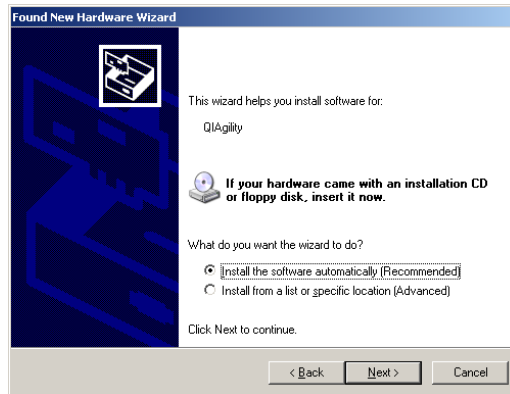 Found New Hardware Wizard
This wizard helps you install software for:
QIAgility
If your hardware came with an installation CD
or floppy disk, insert it now.
What do you want the wizard to do?
Install the software automatically (Recommended)
Install from a list or specific location (Advanced)
Click Next to continue.
< Back Next > Cancel